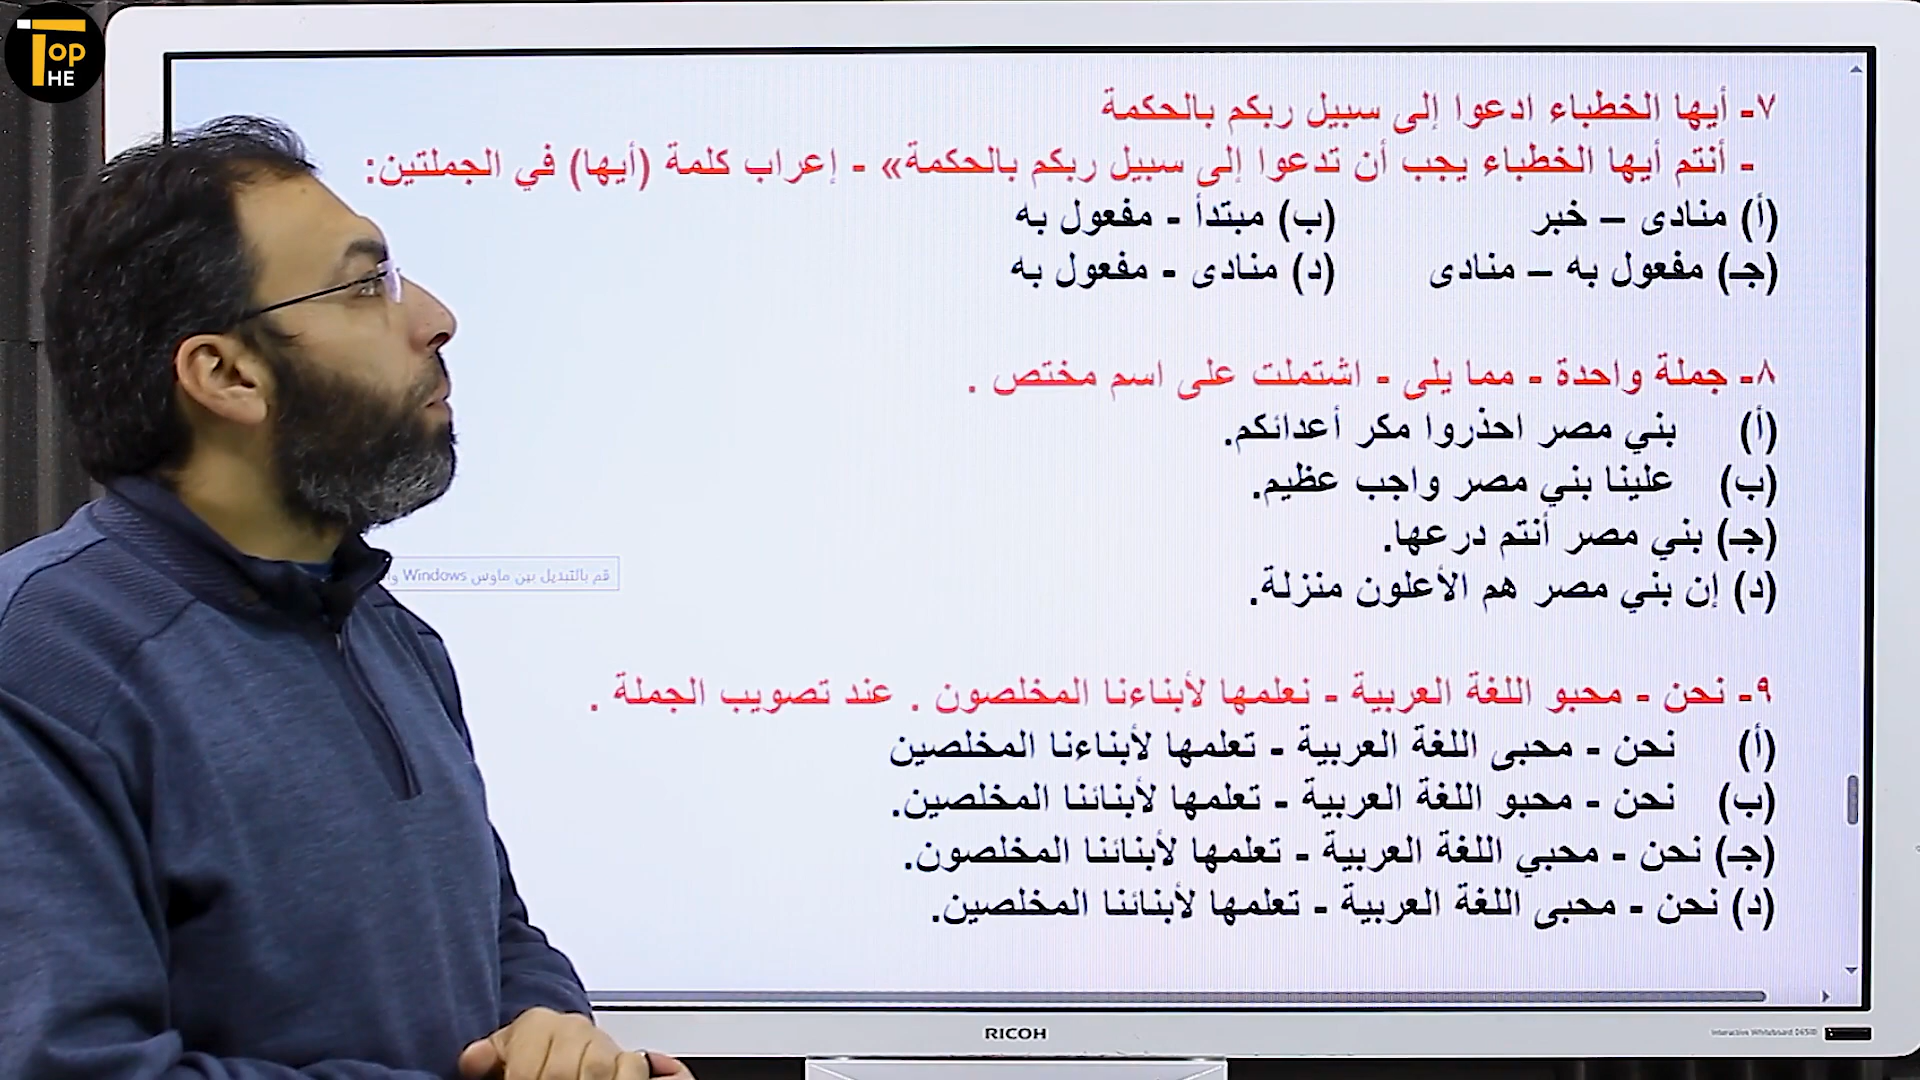 TOP
THE
٧- أيها الخطباء ادعوا إلى سبيل ربكم بالحكمة
- أنتم أيها الخطباء يجب أن تدعوا إلى سبيل ربكم بالحكمة» - إعراب كلمة (أيها) في الجملتين:
(أ) منادى – خبر (ب) مبتدأ - مفعول به
(جـ) مفعول به – منادى (د) منادى - مفعول به
٨- جملة واحدة - مما يلى - اشتملت على اسم مختص .
(أ) بني مصر احذروا مكر أعدائكم.
(ب) علينا بني مصر واجب عظيم.
(جـ) بني مصر أنتم درعها.
قم بالتبديل بين ماوس Windows
(د) إن بني مصر هم الأعلون منزلة.
٩- نحن - محبو اللغة العربية - نعلمها لأبناءنا المخلصون . عند تصويب الجملة .
(أ) نحن - محبى اللغة العربية - تعلمها لأبناءنا المخلصين
(ب) نحن - محبو اللغة العربية - تعلمها لأبنائنا المخلصين.
(جـ) نحن - محبي اللغة العربية - تعلمها لأبنائنا المخلصون.
(د) نحن - محبى اللغة العربية - تعلمها لأبنائنا المخلصين.
RICOH
Interactive Whiteboard D6510